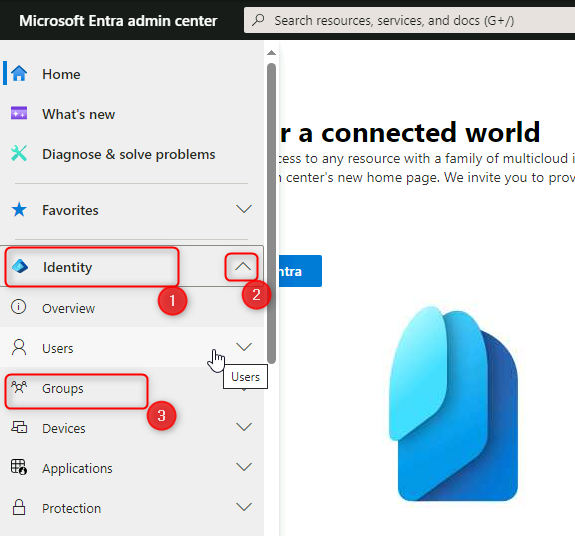 Microsoft Entra admin center
Search resources, services, and docs (G+/)
Home
What's new
Diagnose & solve problems
Favorites
Identity
1
2
Overview
Users
Users
Groups
3
Devices
Applications
Protection
r a connected world
cess to any resource with a family of multicloud i
n center's new home page. We invite you to prov
ntra